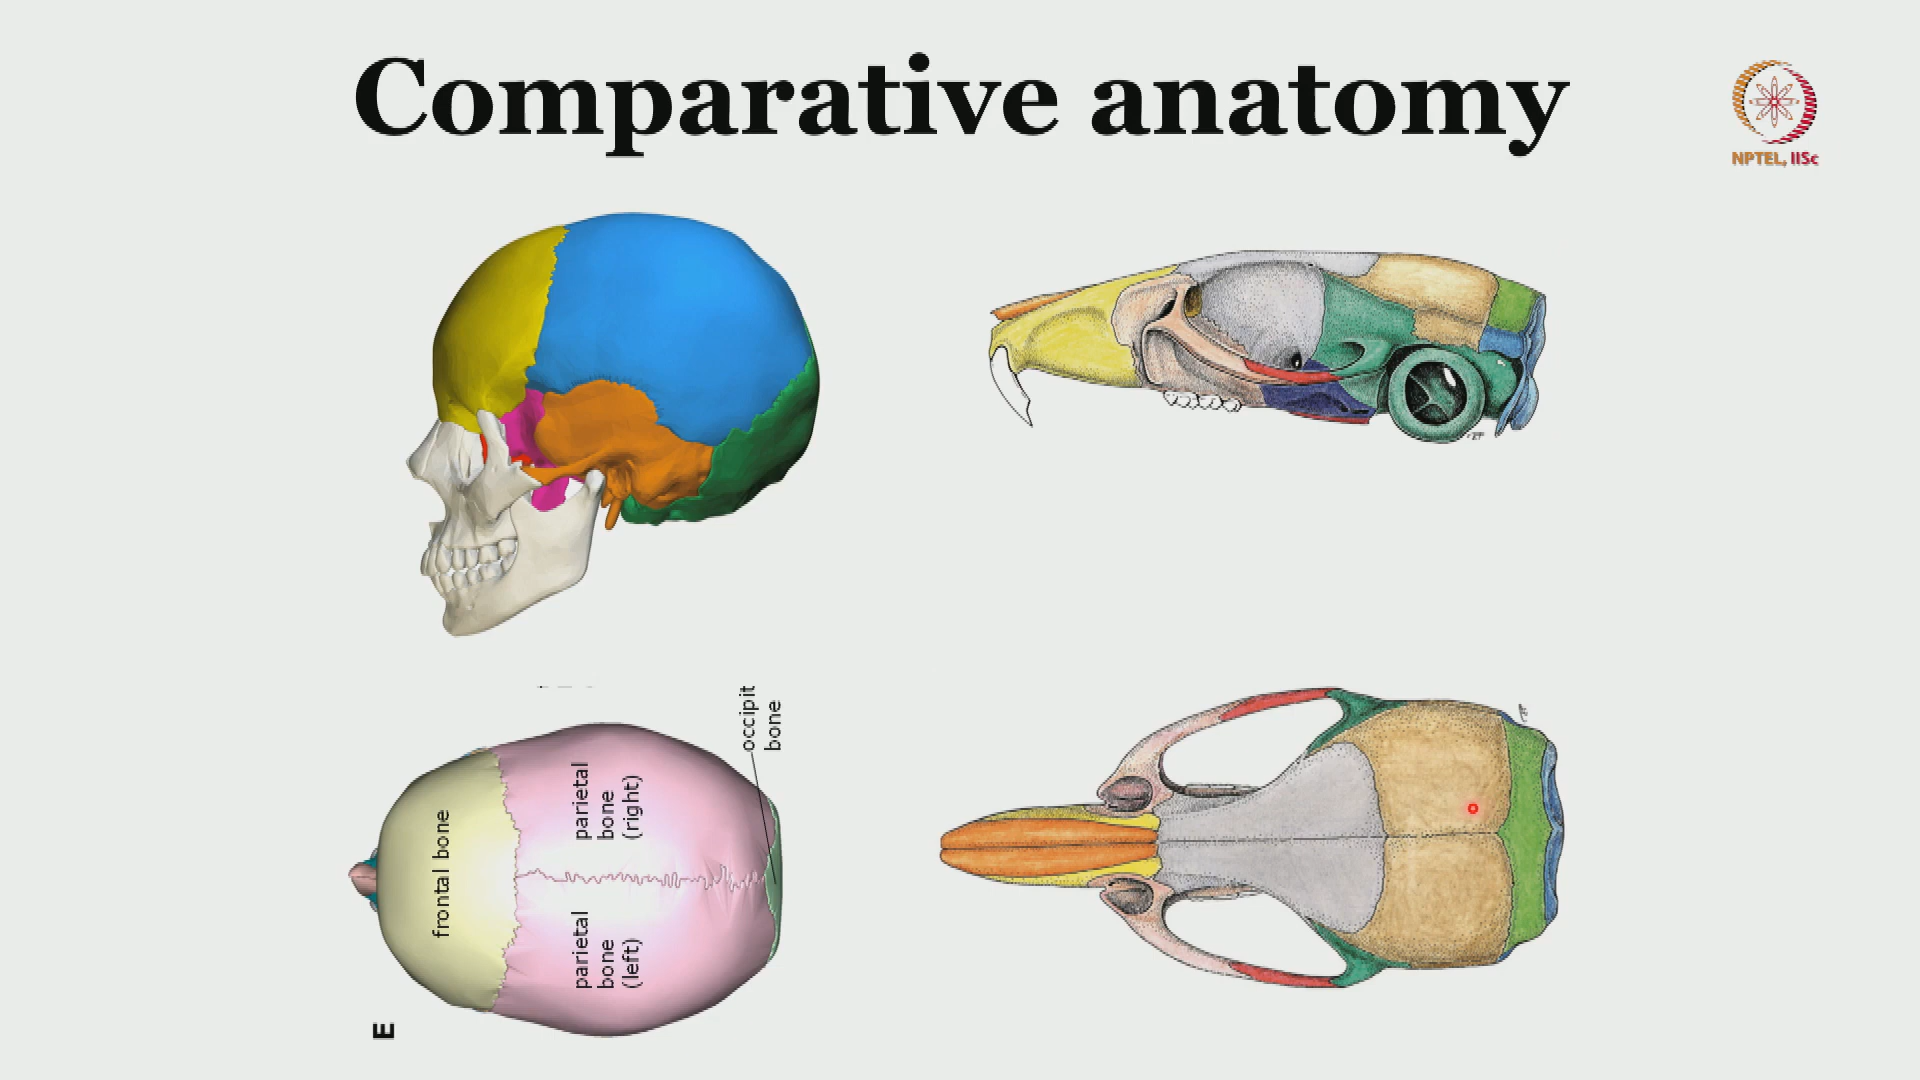 Comparative anatomy
NPTEL, IISc
frontal bone
parietal
bone
(right)
parietal
bone
(left)
occipit
bone
E